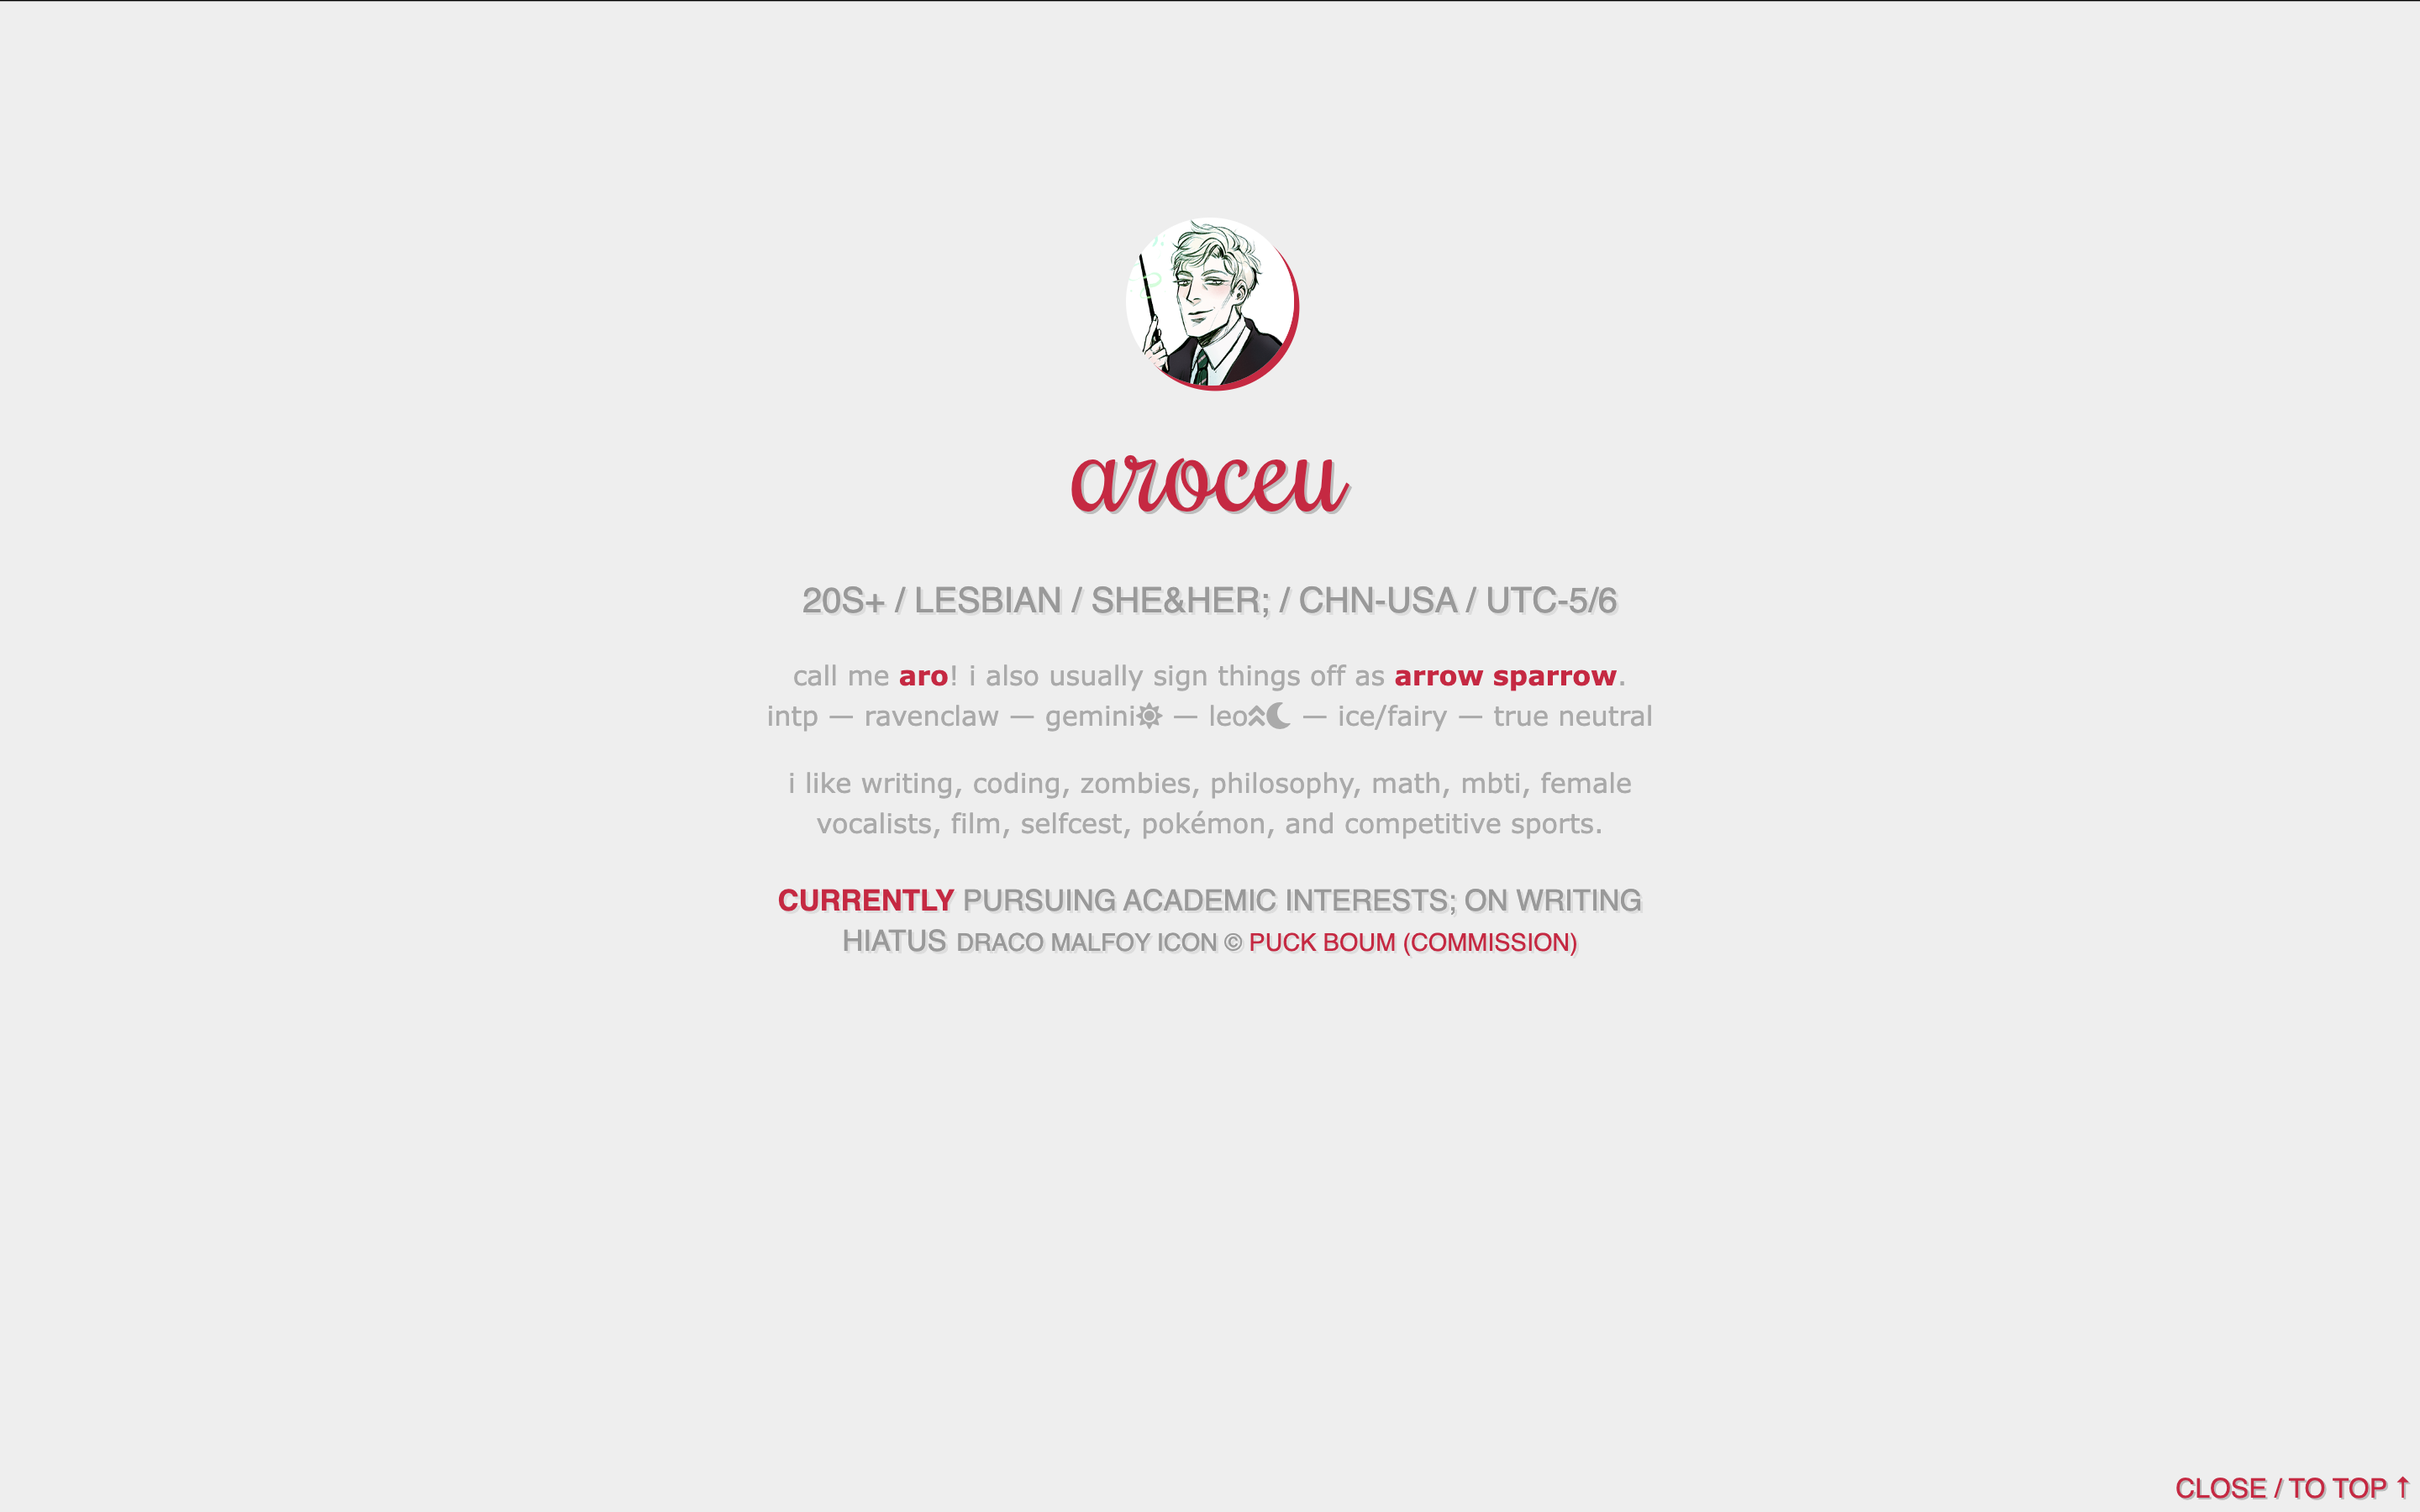 aroceu
20S+ / LESBIAN / SHE&HER; / CHN-USA / UTC-5/6
call me aro! i also usually sign things off as arrow sparrow.
intp — ravenclaw — gemini — leo — ice/fairy — true neutral
i like writing, coding, zombies, philosophy, math, mbti, female
vocalists, film, selfcest, pokémon, and competitive sports.
CURRENTLY PURSUING ACADEMIC INTERESTS; ON WRITING
HIATUS DRACO MALFOY ICON © PUCK BOUM (COMMISSION)
CLOSE / TO TOP ↑